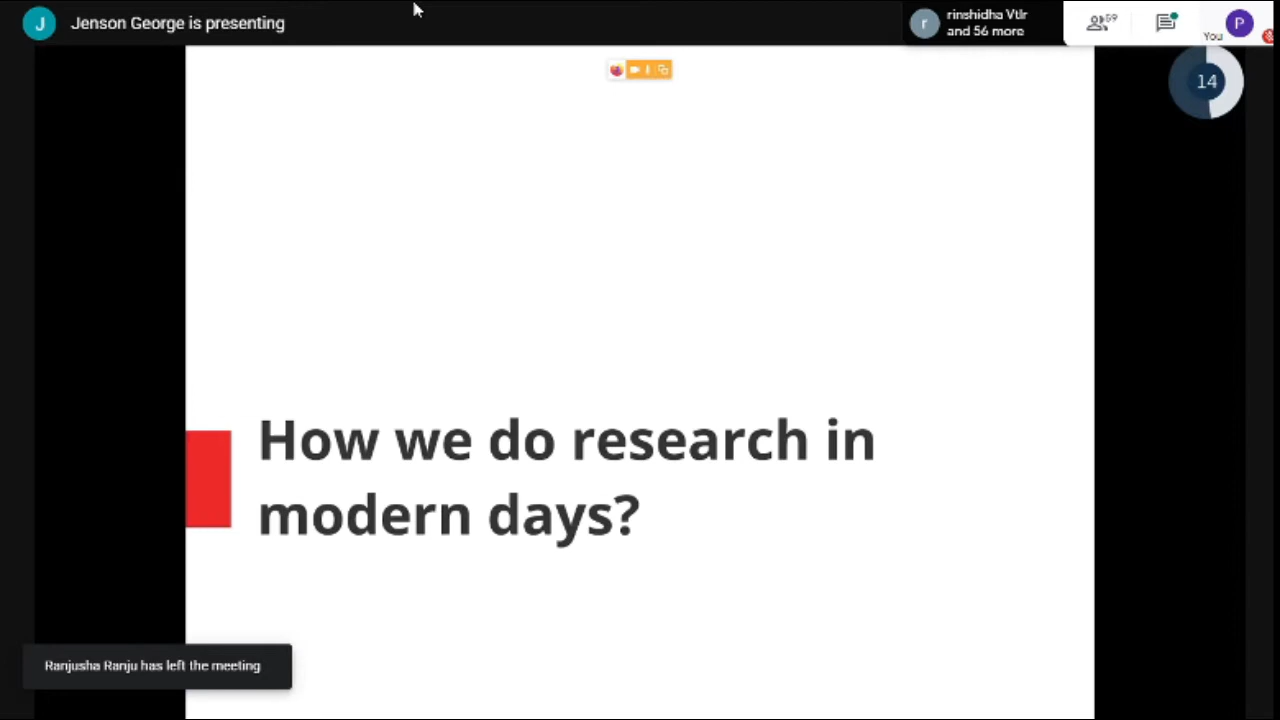 J
Jenson George is presenting
r
rinshidha Vtlr
and 56 more
59
You
P
14
How we do research in
modern days?
Ranjusha Ranju has left the meeting